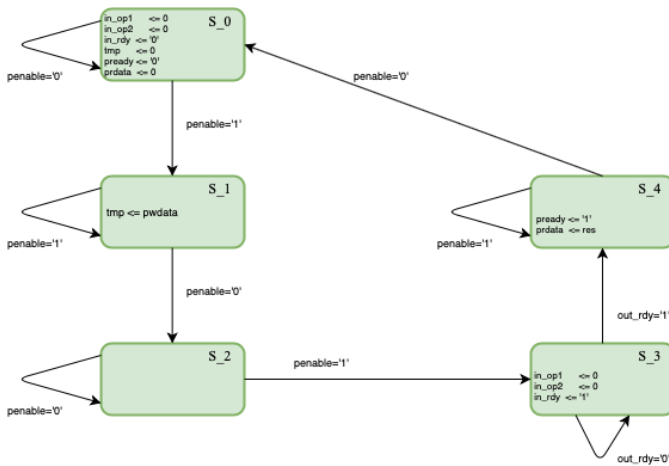 S_0
in_op1 <= 0
in_op2 <= 0
in_rdy <= '0'
tmp <= 0
pready <= '0'
prdata <= 0
penable='0'
penable='0'
penable='1'
S_1
tmp <= pwdata
penable='1'
S_4
pready <= '1'
prdata <= res
penable='1'
penable='0'
out_rdy='1'
S_2
penable='0'
penable='1'
S_3
in_op1 <= 0
in_op2 <= 0
in_rdy <= '1'
out_rdy='0'